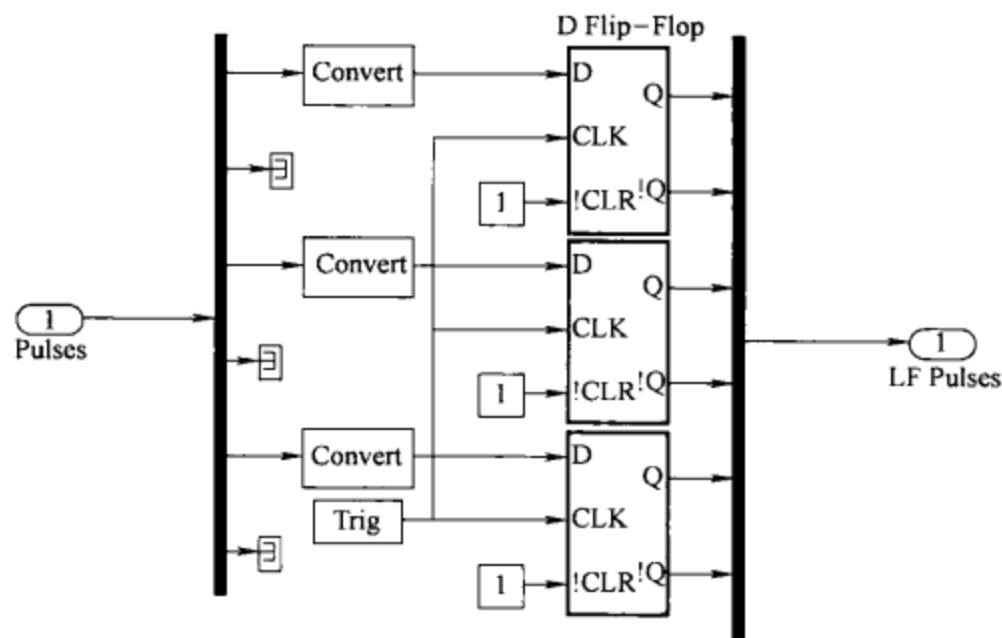 D Flip-Flop
Convert
D
Q
CLK
1
!CLR
!Q
Convert
D
Q
1
Pulses
CLK
1
LF Pulses
1
!CLR
!Q
Convert
D
Q
Trig
CLK
1
!CLR
!Q